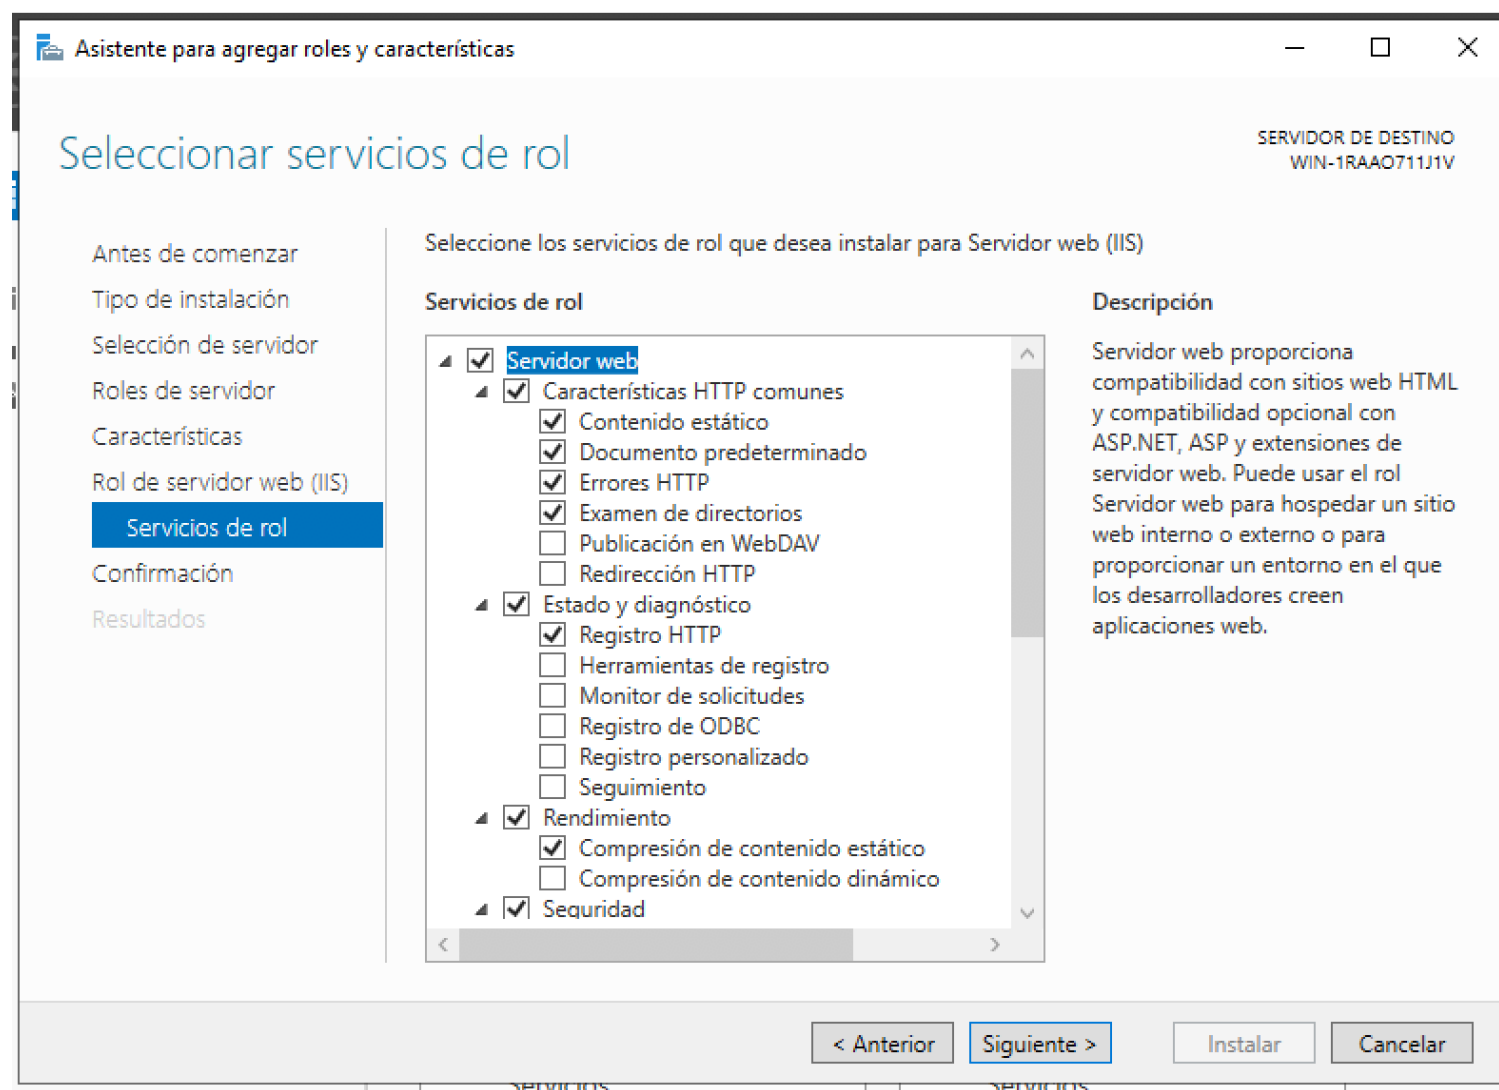 Asistente para agregar roles y características
Seleccionar servicios de rol
SERVIDOR DE DESTINO
WIN-1RAAO711J1V
Antes de comenzar
Tipo de instalación
Selección de servidor
Roles de servidor
Características
Rol de servidor web (IIS)
Servicios de rol
Confirmación
Resultados
Seleccione los servicios de rol que desea instalar para Servidor web (IIS)
Servicios de rol
Servidor web
Características HTTP comunes
Contenido estático
Documento predeterminado
Errores HTTP
Examen de directorios
Publicación en WebDAV
Redirección HTTP
Estado y diagnóstico
Registro HTTP
Herramientas de registro
Monitor de solicitudes
Registro de ODBC
Registro personalizado
Seguimiento
Rendimiento
Compresión de contenido estático
Compresión de contenido dinámico
Seguridad
Descripción
Servidor web proporciona
compatibilidad con sitios web HTML
y compatibilidad opcional con
ASP.NET, ASP y extensiones de
servidor web. Puede usar el rol
Servidor web para hospedar un sitio
web interno o externo o para
proporcionar un entorno en el que
los desarrolladores creen
aplicaciones web.
< Anterior
Siguiente >
Instalar
Cancelar
Servicios
Servicios